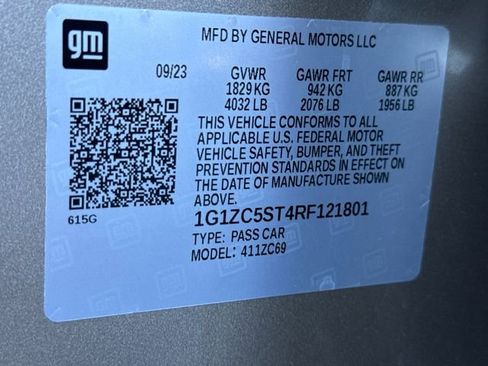 gm
MFD BY GENERAL MOTORS LLC
09/23 GVWR GAWR FRT GAWR RR
1829 KG 942 KG 887 KG
4032 LB 2076 LB 1956 LB
THIS VEHICLE CONFORMS TO ALL
APPLICABLE U.S. FEDERAL MOTOR
VEHICLE SAFETY, BUMPER, AND THEFT
PREVENTION STANDARDS IN EFFECT ON
THE DATE OF MANUFACTURE SHOWN
ABOVE.
615G
1G1ZC5ST4RF121801
TYPE: PASS CAR
MODEL: 411ZC69